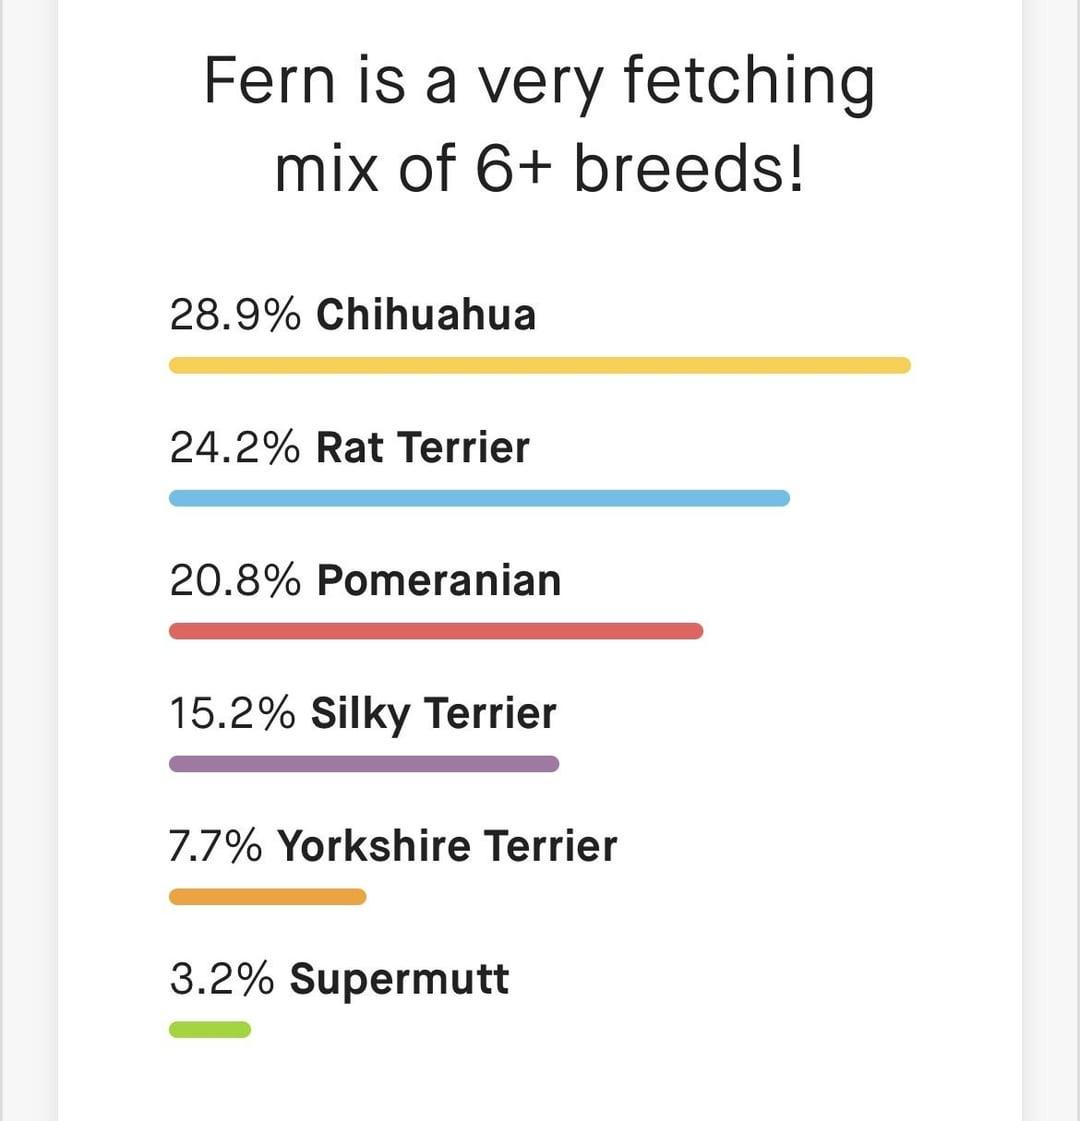 Fern is a very fetching
mix of 6+ breeds!
28.9% Chihuahua
24.2% Rat Terrier
20.8% Pomeranian
15.2% Silky Terrier
7.7% Yorkshire Terrier
3.2% Supermutt